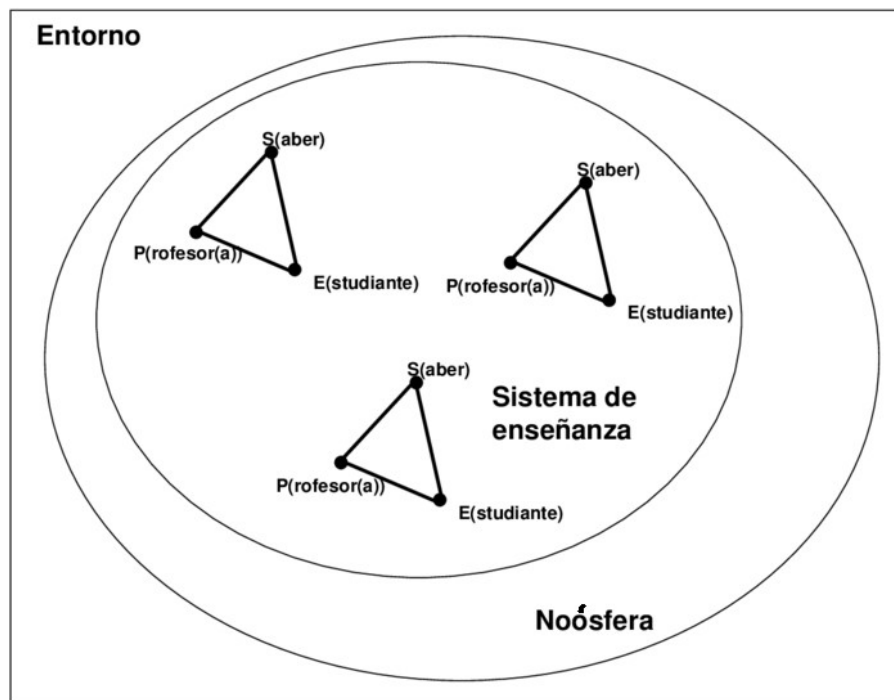 Entorno
S(aber)
P(rofesor(a))
E(studiante)
S(aber)
P(rofesor(a))
E(studiante)
S(aber)
P(rofesor(a))
E(studiante)
Sistema de
enseñanza
Noósfera